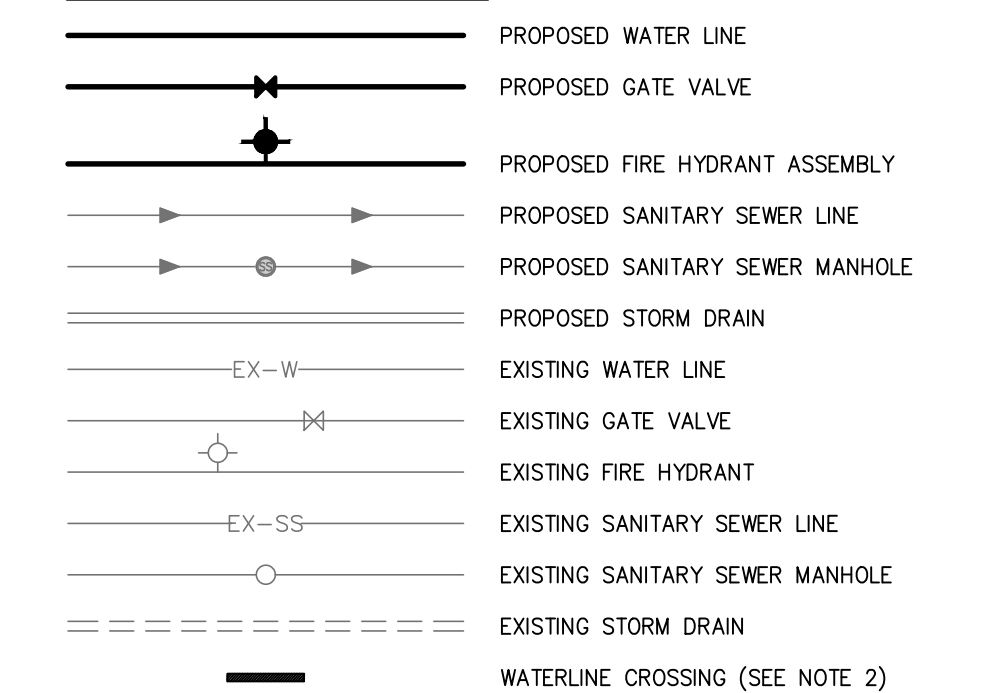 PROPOSED WATER LINE
PROPOSED GATE VALVE
PROPOSED FIRE HYDRANT ASSEMBLY
PROPOSED SANITARY SEWER LINE
SS PROPOSED SANITARY SEWER MANHOLE
PROPOSED STORM DRAIN
EX-W EXISTING WATER LINE
EXISTING GATE VALVE
EXISTING FIRE HYDRANT
EX-SS EXISTING SANITARY SEWER LINE
EXISTING SANITARY SEWER MANHOLE
EXISTING STORM DRAIN
WATERLINE CROSSING (SEE NOTE 2)